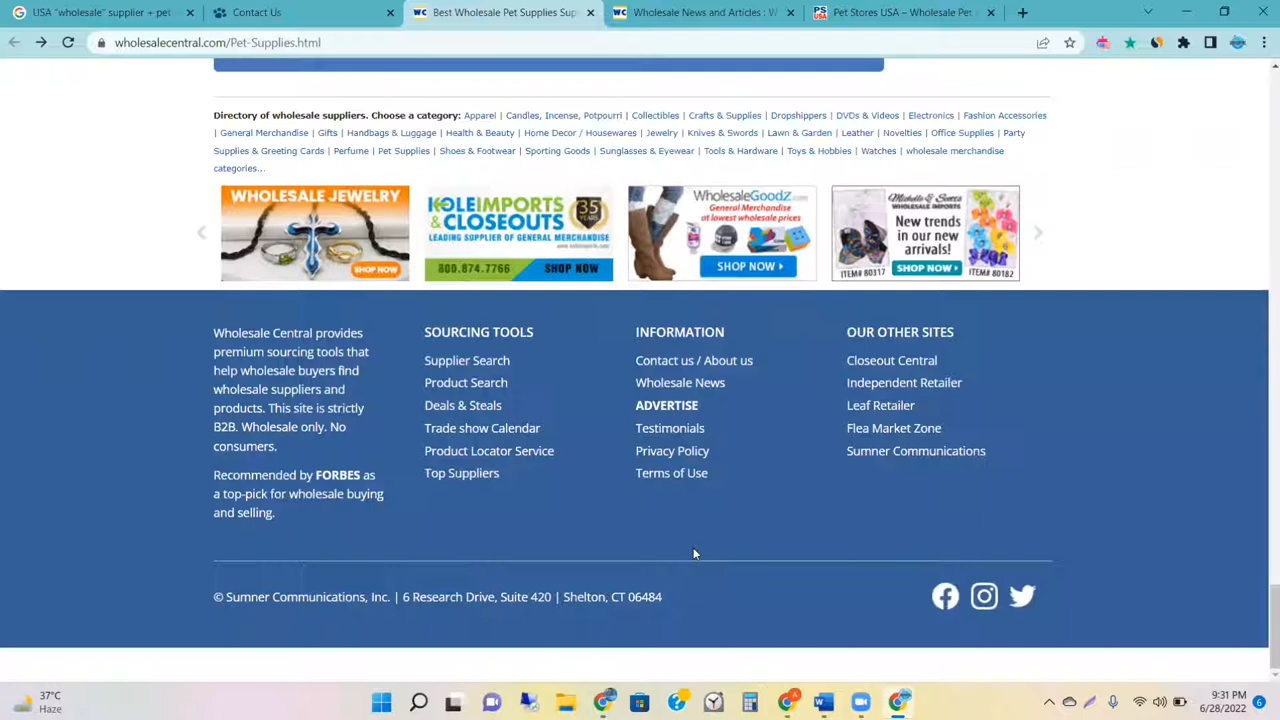 USA "wholesale" supplier + pet
Contact Us
Best Wholesale Pet Supplies Sup
Wholesale News and Articles : W
Pet Stores USA – Wholesale Pet
wholesalecentral.com/Pet-Supplies.html
Directory of wholesale suppliers. Choose a category: Apparel | Candles, Incense, Potpourri | Collectibles | Crafts & Supplies | Dropshippers | DVDs & Videos | Electronics | Fashion Accessories
| General Merchandise | Gifts | Handbags & Luggage | Health & Beauty | Home Decor / Housewares | Jewelry | Knives & Swords | Lawn & Garden | Leather | Novelties | Office Supplies | Party
Supplies & Greeting Cards | Perfume | Pet Supplies | Shoes & Footwear | Sporting Goods | Sunglasses & Eyewear | Tools & Hardware | Toys & Hobbies | Watches | wholesale merchandise
categories...
WHOLESALE JEWELRY
SHOP NOW
KOLEIMPORTS
& CLOSEOUTS
35
YEARS
LEADING SUPPLIER OF GENERAL MERCHANDISE
800.874.7766
SHOP NOW
WholesaleGoodz.com
General Merchandise
at lowest wholesale prices
SHOP NOW
Michelle & Scott's
WHOLESALE IMPORTS
New trends
in our new
arrivals!
SHOP NOW
ITEM# 80317
ITEM# 80182
Wholesale Central provides
premium sourcing tools that
help wholesale buyers find
wholesale suppliers and
products. This site is strictly
B2B. Wholesale only. No
consumers.
Recommended by FORBES as
a top-pick for wholesale buying
and selling.
SOURCING TOOLS
Supplier Search
Product Search
Deals & Steals
Trade show Calendar
Product Locator Service
Top Suppliers
INFORMATION
Contact us / About us
Wholesale News
ADVERTISE
Testimonials
Privacy Policy
Terms of Use
OUR OTHER SITES
Closeout Central
Independent Retailer
Leaf Retailer
Flea Market Zone
Sumner Communications
© Sumner Communications, Inc. | 6 Research Drive, Suite 420 | Shelton, CT 06484
37°C
Haze
9:31 PM
6/28/2022
6